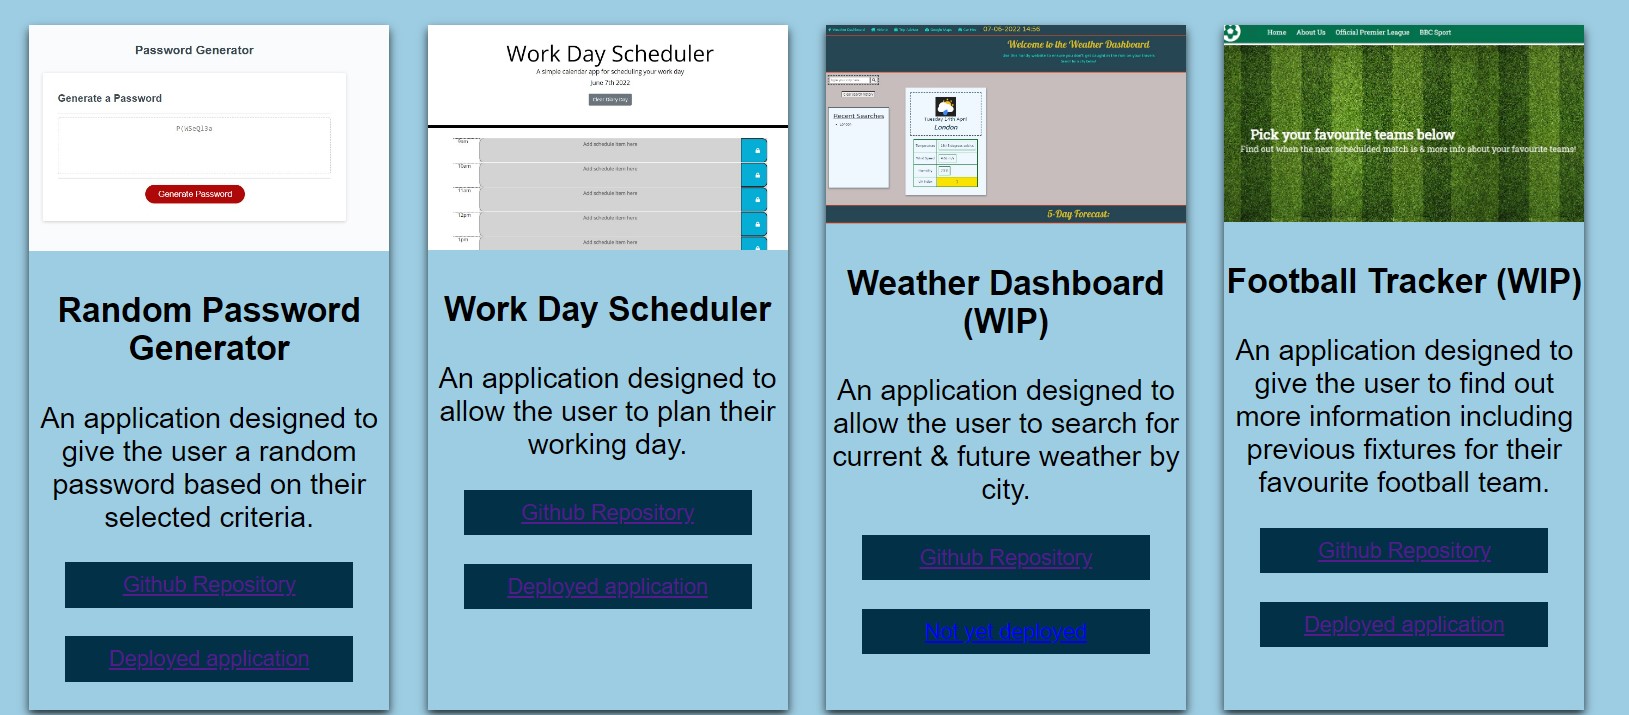 Password Generator
Generate a Password
P(WSeQ13a
Generate Password
Random Password
Generator
An application designed to
give the user a random
password based on their
selected criteria.
Github Repository
Deployed application
Work Day Scheduler
A simple calendar app for scheduling your work day
June 7th 2022
Clear Diary Day
9am
Add schedule item here
10am
Add schedule item here
11am
Add schedule item here
12pm
Add schedule item here
1pm
Add schedule item here
Work Day Scheduler
An application designed to
allow the user to plan their
working day.
Github Repository
Deployed application
07-06-2022 14:56
Welcome to the Weather Dashboard
Recent Searches
London
Tuesday 14th April
London
Temperature
Wind Speed
Humidity
UV Index
5-Day Forecast:
Weather Dashboard
(WIP)
An application designed to
allow the user to search for
current & future weather by
city.
Github Repository
Not yet deployed
Home About Us Official Premier League BBC Sport
Pick your favourite teams below
Find out when the next scheduled match is & more info about your favourite teams!
Football Tracker (WIP)
An application designed to
give the user to find out
more information including
previous fixtures for their
favourite football team.
Github Repository
Deployed application